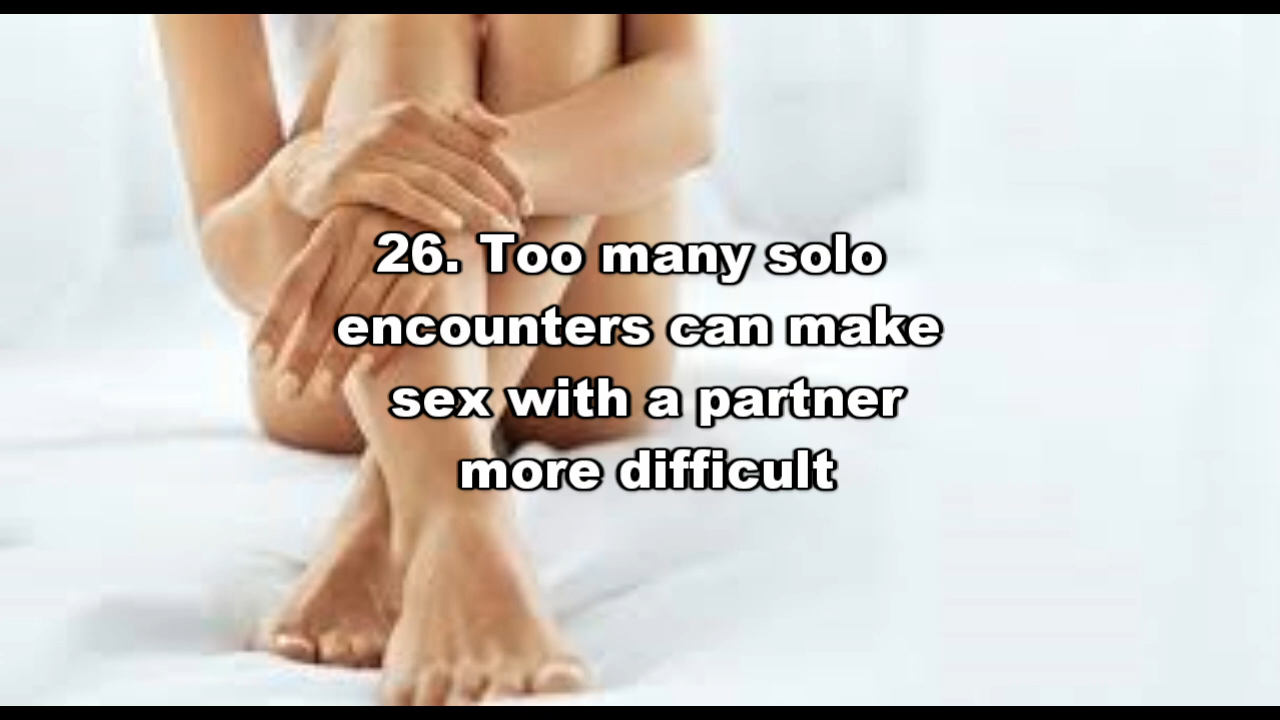 26. Too many solo
encounters can make
sex with a partner
more difficult